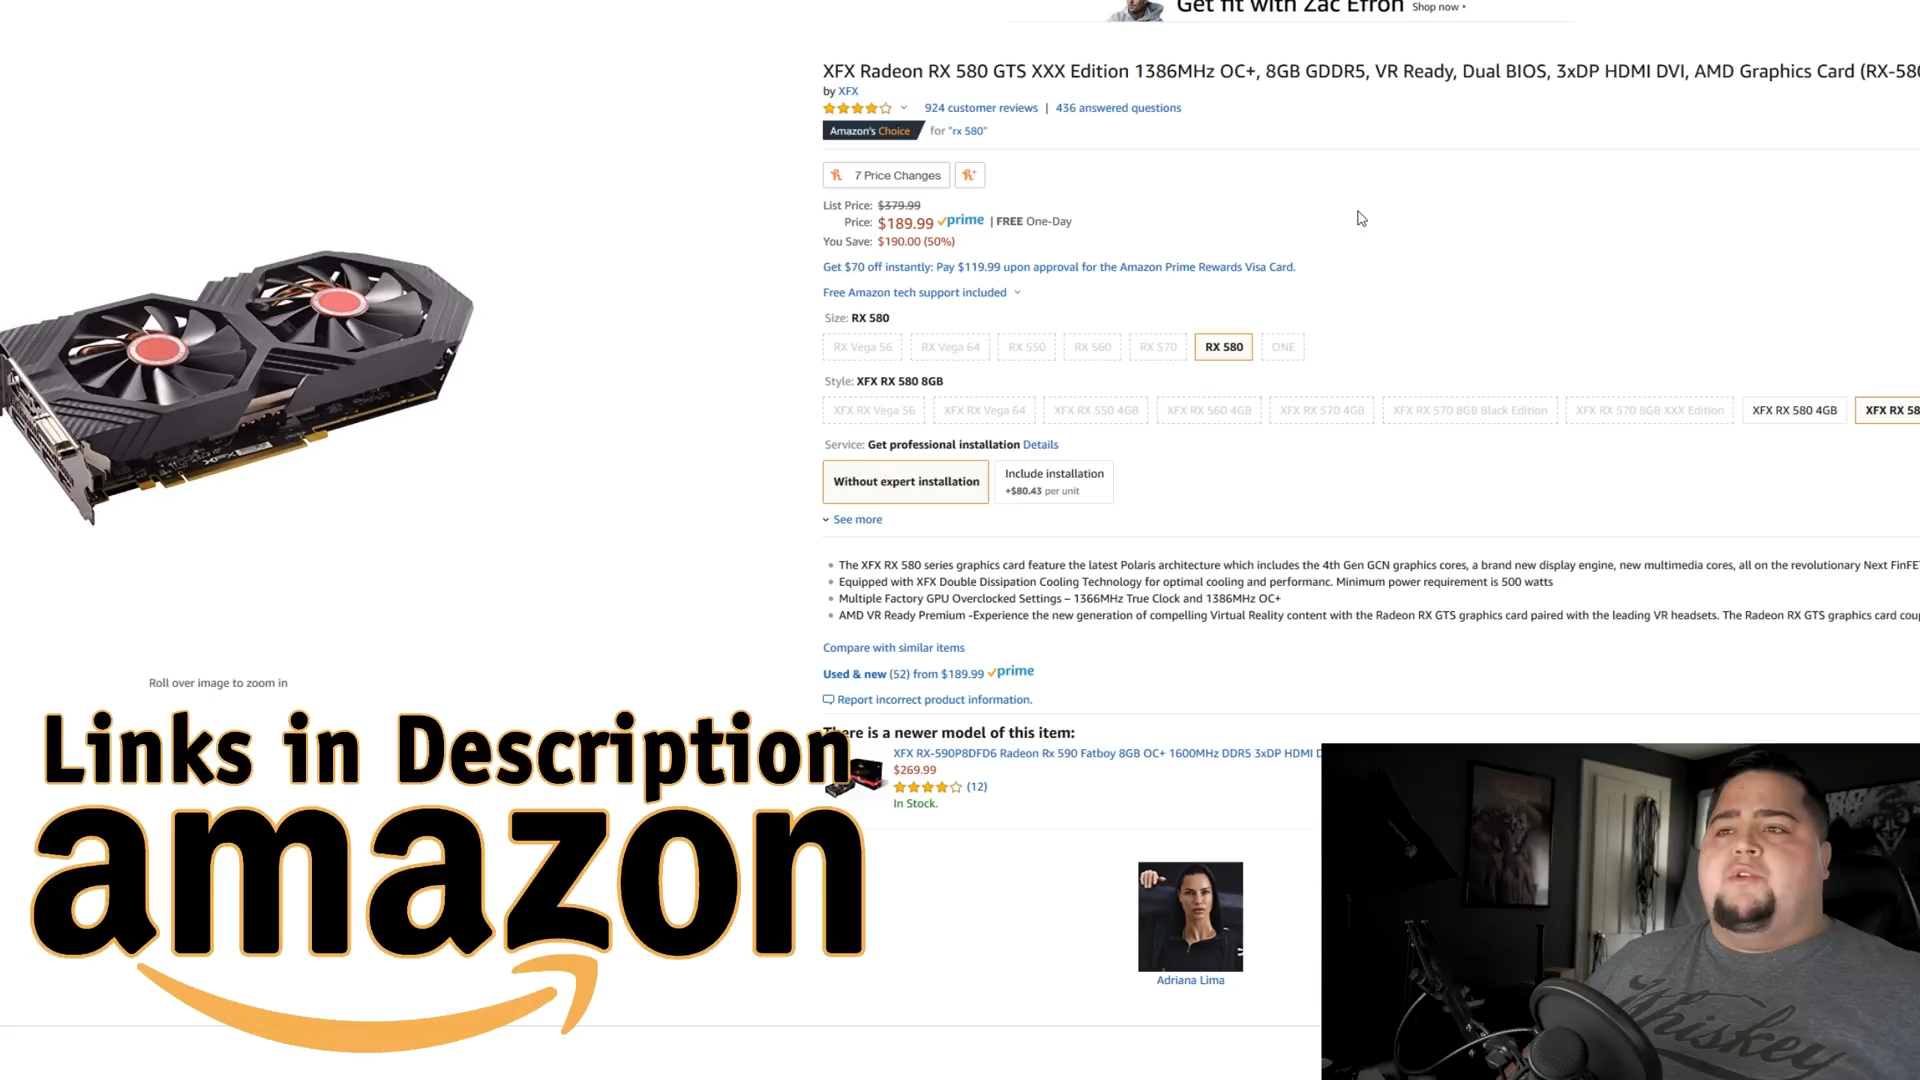 Get fit with Zac Efron Shop now
XFX Radeon RX 580 GTS XXX Edition 1386MHz OC+, 8GB GDDR5, VR Ready, Dual BIOS, 3xDP HDMI DVI, AMD Graphics Card (RX-580
by XFX
924 customer reviews | 436 answered questions
Amazon's Choice for "rx 580"
7 Price Changes
List Price: $379.99
Price: $189.99 prime | FREE One-Day
You Save: $190.00 (50%)
Get $70 off instantly: Pay $119.99 upon approval for the Amazon Prime Rewards Visa Card.
Free Amazon tech support included
Size: RX 580
RX Vega 56 RX Vega 64 RX 550 RX 560 RX 570 RX 580 ONE
Style: XFX RX 580 8GB
XFX RX Vega 56 XFX RX Vega 64 XFX RX 550 4GB XFX RX 560 4GB XFX RX 570 4GB XFX RX 570 8GB Black Edition XFX RX 570 8GB XXX Edition XFX RX 580 4GB XFX RX 58
Service: Get professional installation Details
Without expert installation Include installation
+$80.43 per unit
See more
• The XFX RX 580 series graphics card feature the latest Polaris architecture which includes the 4th Gen GCN graphics cores, a brand new display engine, new multimedia cores, all on the revolutionary Next FinFE
• Equipped with XFX Double Dissipation Cooling Technology for optimal cooling and performanc. Minimum power requirement is 500 watts
• Multiple Factory GPU Overclocked Settings – 1366MHz True Clock and 1386MHz OC+
• AMD VR Ready Premium -Experience the new generation of compelling Virtual Reality content with the Radeon RX GTS graphics card paired with the leading VR headsets. The Radeon RX GTS graphics card cou
Compare with similar items
Used & new (52) from $189.99 prime
Report incorrect product information.
Roll over image to zoom in
There is a newer model of this item:
XFX RX-590P8DFD6 Radeon Rx 590 Fatboy 8GB OC+ 1600MHz DDR5 3xDP HDMI D
$269.99
(12)
In Stock.
Links in Description
amazon
Adriana Lima
Whiskey